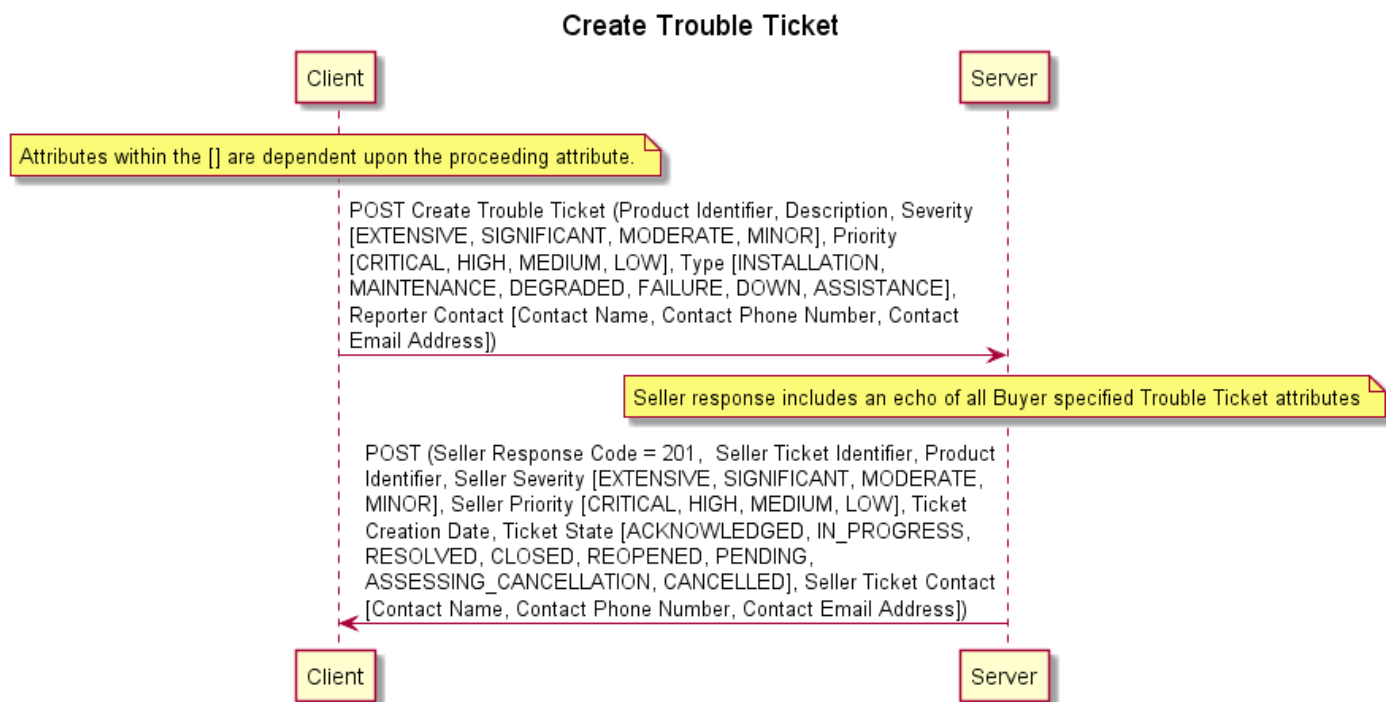 Create Trouble Ticket
Client
Server
Attributes within the [] are dependent upon the proceeding attribute.
POST Create Trouble Ticket (Product Identifier, Description, Severity
[EXTENSIVE, SIGNIFICANT, MODERATE, MINOR], Priority
[CRITICAL, HIGH, MEDIUM, LOW], Type [INSTALLATION,
MAINTENANCE, DEGRADED, FAILURE, DOWN, ASSISTANCE],
Reporter Contact [Contact Name, Contact Phone Number, Contact
Email Address])
Seller response includes an echo of all Buyer specified Trouble Ticket attributes
POST (Seller Response Code = 201,  Seller Ticket Identifier, Product
Identifier, Seller Severity [EXTENSIVE, SIGNIFICANT, MODERATE,
MINOR], Seller Priority [CRITICAL, HIGH, MEDIUM, LOW], Ticket
Creation Date, Ticket State [ACKNOWLEDGED, IN_PROGRESS,
RESOLVED, CLOSED, REOPENED, PENDING,
ASSESSING_CANCELLATION, CANCELLED], Seller Ticket Contact
[Contact Name, Contact Phone Number, Contact Email Address])
Client
Server